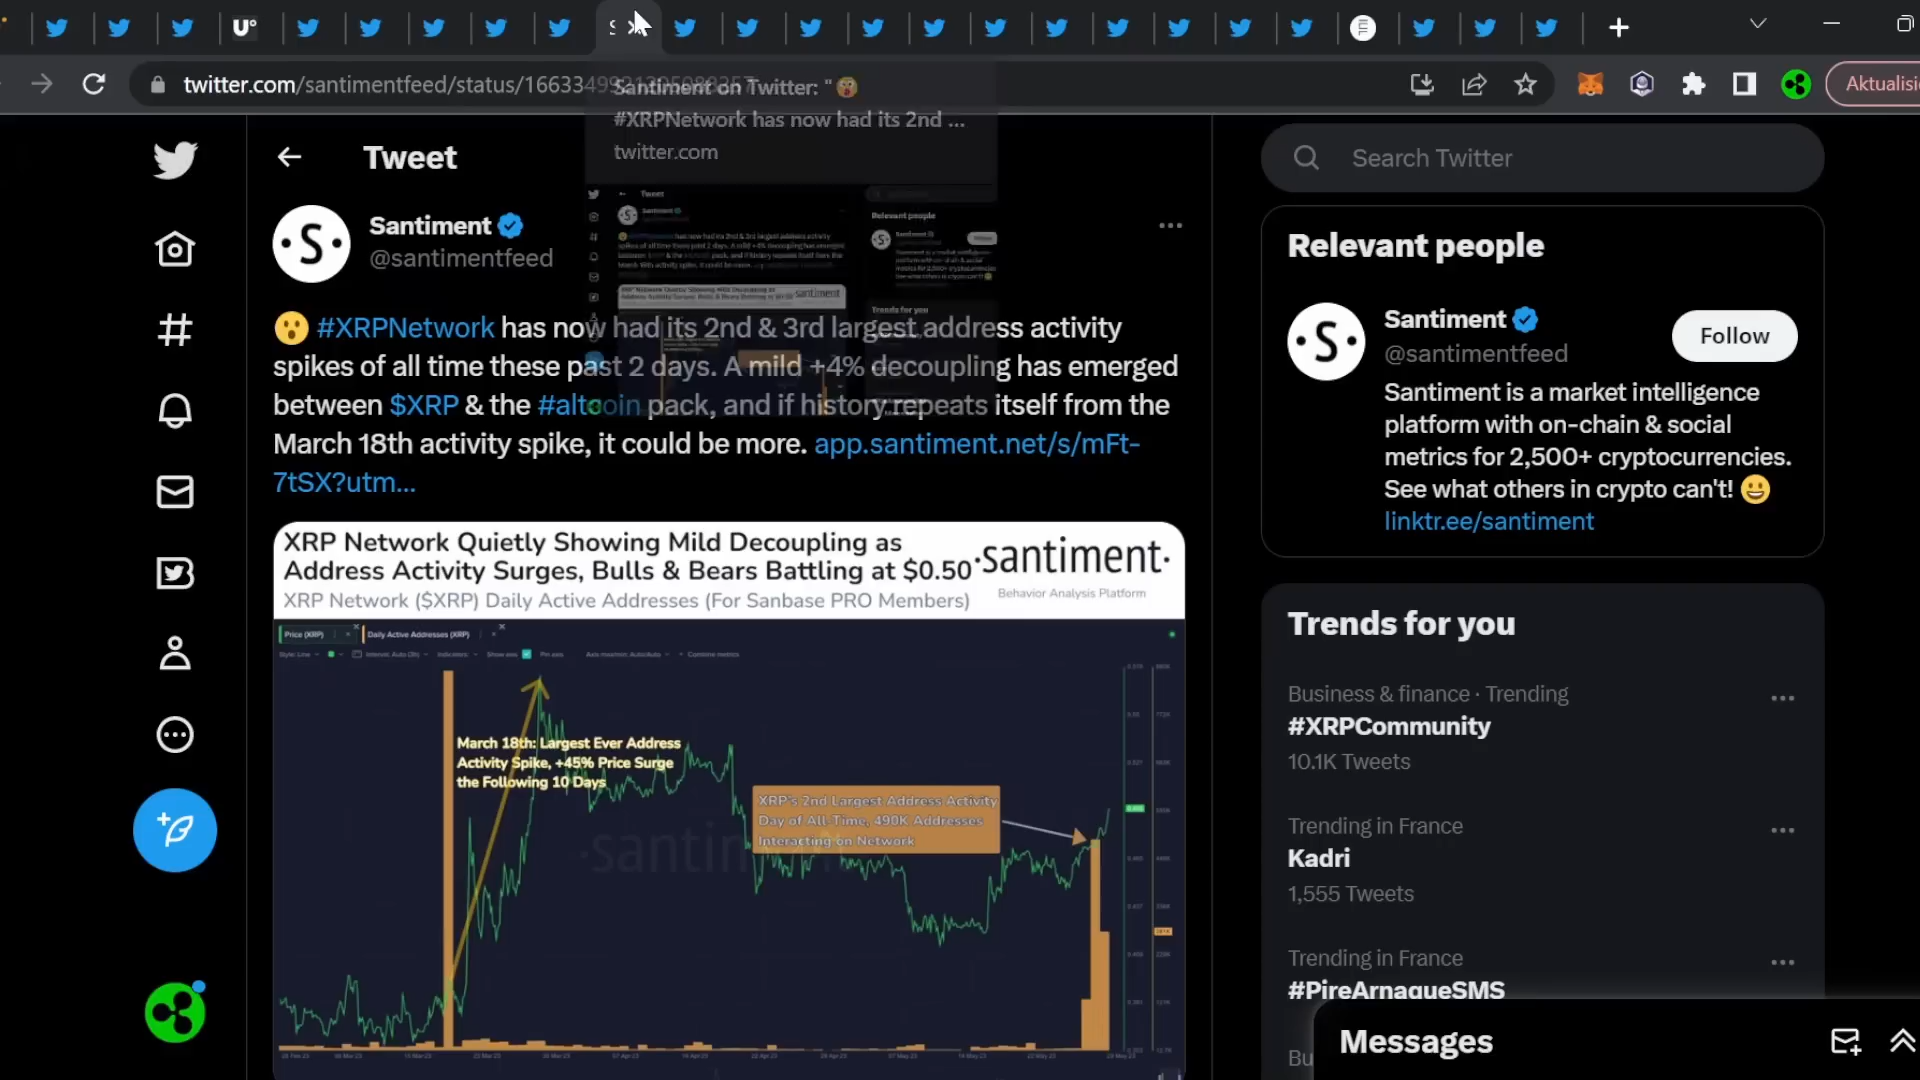 twitter.com/santimentfeed/status/16633499
Santiment on Twitter: "😲
#XRPNetwork has now had its 2nd ...
twitter.com
Aktualisi
Tweet
Search Twitter
Santiment
@santimentfeed
😮 #XRPNetwork has now had its 2nd & 3rd largest address activity
spikes of all time these past 2 days. A mild +4% decoupling has emerged
between $XRP & the #altcoin pack, and if history repeats itself from the
March 18th activity spike, it could be more. app.santiment.net/s/mFt-
7tSX?utm...
XRP Network Quietly Showing Mild Decoupling as
Address Activity Surges, Bulls & Bears Battling at $0.50
XRP Network ($XRP) Daily Active Addresses (For Sanbase PRO Members)
·santiment·
Behavior Analysis Platform
Price (XRP)
Daily Active Addresses (XRP)
March 18th: Largest Ever Address
Activity Spike, +45% Price Surge
the Following 10 Days
XRP's 2nd Largest Address Activity
Day of All-Time, 490K Addresses
Interacting on Network
Relevant people
Santiment
@santimentfeed
Follow
Santiment is a market intelligence
platform with on-chain & social
metrics for 2,500+ cryptocurrencies.
See what others in crypto can't! 😀
linktr.ee/santiment
Trends for you
Business & finance · Trending
#XRPCommunity
10.1K Tweets
Trending in France
Kadri
1,555 Tweets
Trending in France
#PireArnaqueSMS
Bu
Messages